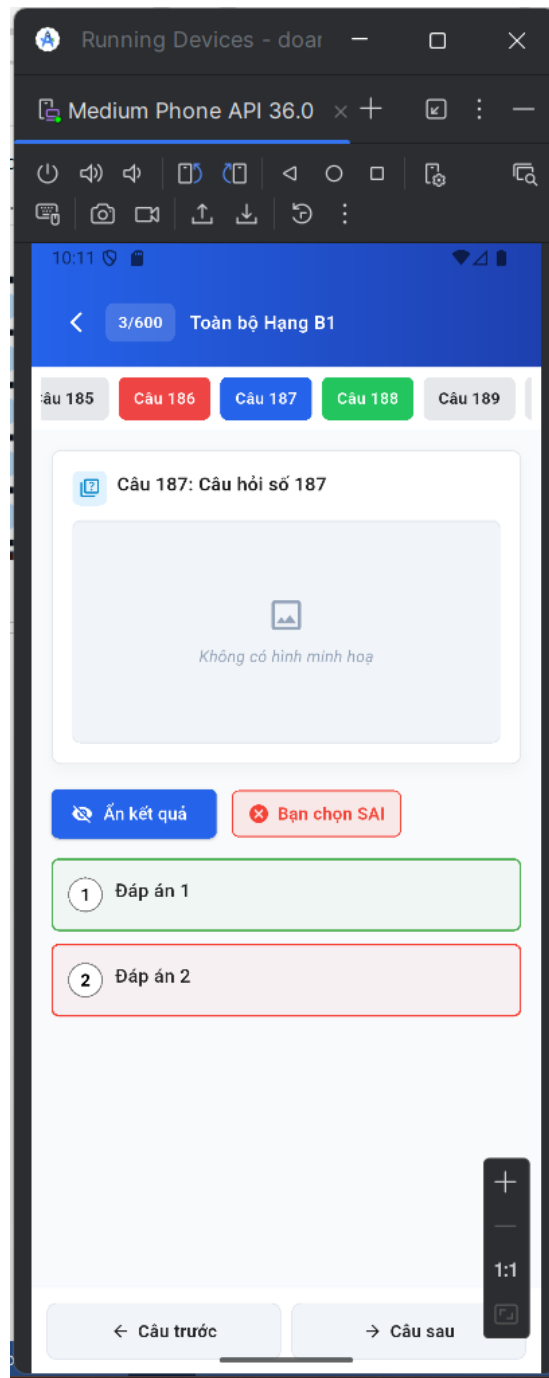 Running Devices - doar
Medium Phone API 36.0
10:11
3/600 Toàn bộ Hạng B1
âu 185 Câu 186 Câu 187 Câu 188 Câu 189
Câu 187: Câu hỏi số 187
Không có hình minh hoạ
Ẩn kết quả Bạn chọn SAI
1 Đáp án 1
2 Đáp án 2
1:1
Câu trước Câu sau